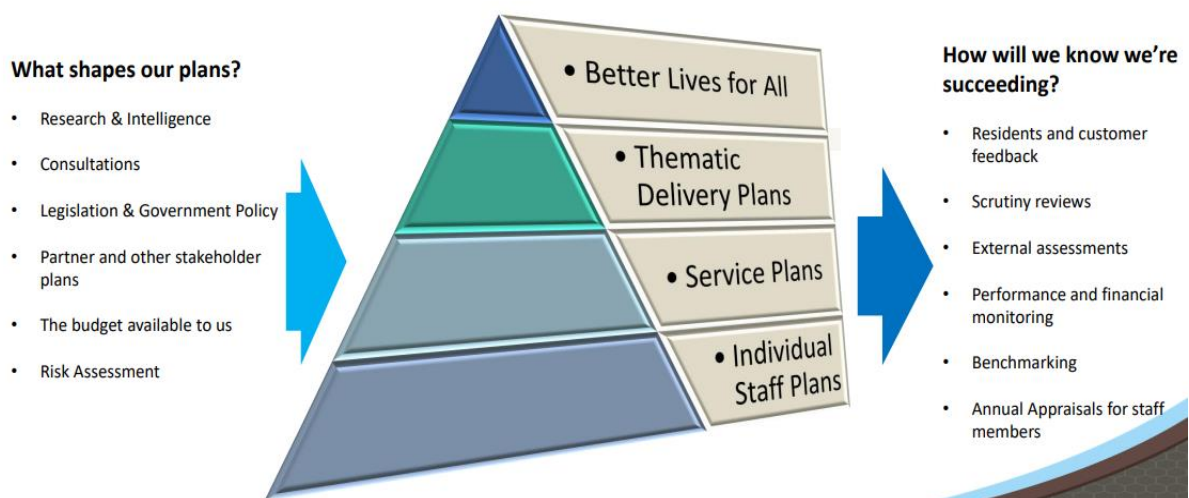 What shapes our plans?
• Research & Intelligence
• Consultations
• Legislation & Government Policy
• Partner and other stakeholder
plans
• The budget available to us
• Risk Assessment
• Better Lives for All
• Thematic
Delivery Plans
• Service Plans
• Individual
Staff Plans
How will we know we’re
succeeding?
• Residents and customer
feedback
• Scrutiny reviews
• External assessments
• Performance and financial
monitoring
• Benchmarking
• Annual Appraisals for staff
members